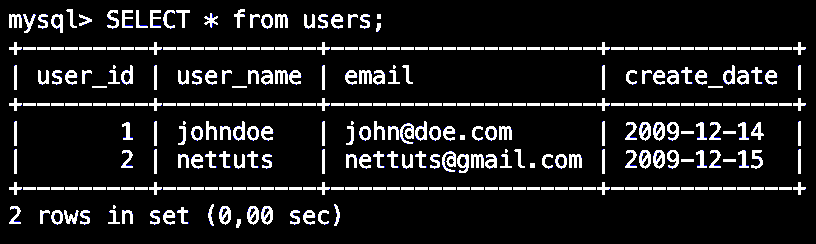 mysql> SELECT * from users;
+---------+-----------+-------------------+-------------+
| user_id | user_name | email             | create_date |
+---------+-----------+-------------------+-------------+
|       1 | johndoe   | john@doe.com      | 2009-12-14  |
|       2 | nettuts   | nettuts@gmail.com | 2009-12-15  |
+---------+-----------+-------------------+-------------+
2 rows in set (0,00 sec)